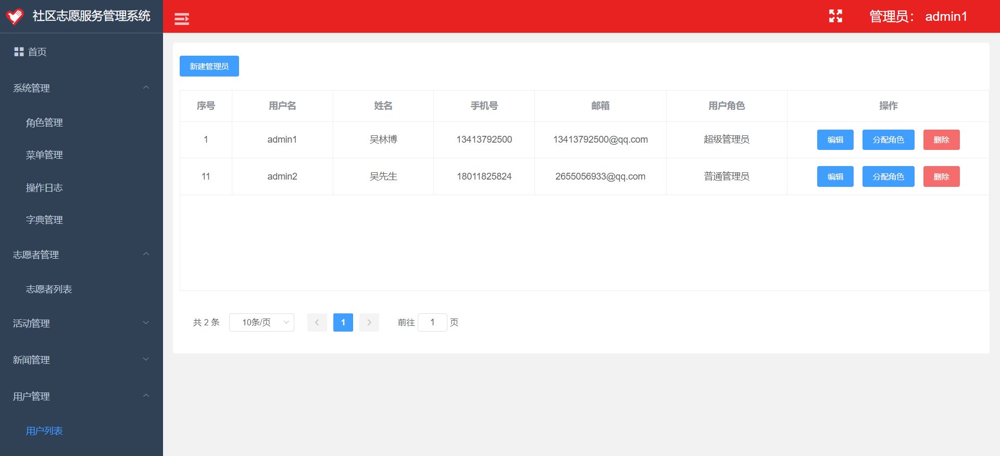 社区志愿服务管理系统
管理员： admin1
首页
系统管理
角色管理
菜单管理
操作日志
字典管理
志愿者管理
志愿者列表
活动管理
新闻管理
用户管理
用户列表
新建管理员
序号 用户名 姓名 手机号 邮箱 用户角色 操作
1 admin1 吴林博 13413792500 13413792500@qq.com 超级管理员 编辑 分配角色 删除
11 admin2 吴先生 18011825824 2655056933@qq.com 普通管理员 编辑 分配角色 删除
共 2 条 10条/页 1 前往 1 页